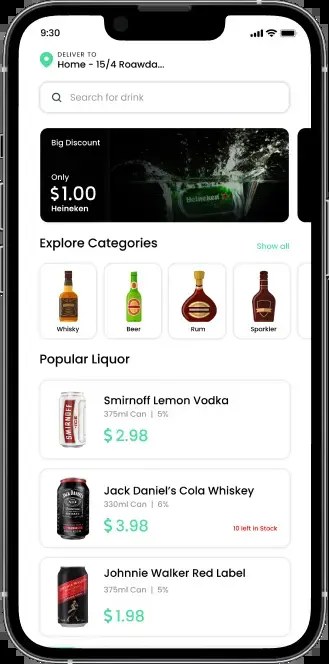 9:30
DELIVER TO
Home - 15/4 Roawda...
Search for drink
Big Discount
Only
$1.00
Heineken
Heineken
Explore Categories
Show all
Whisky
Beer
Rum
Sparkler
Popular Liquor
SMIRNOFF
Smirnoff Lemon Vodka
375ml Can | 5%
$ 2.98
JACK DANIEL'S
Jack Daniel's Cola Whiskey
330ml Can | 6%
$ 3.98
10 left in Stock
Johnnie Walker Red Label
375ml Can | 5%
$ 1.98